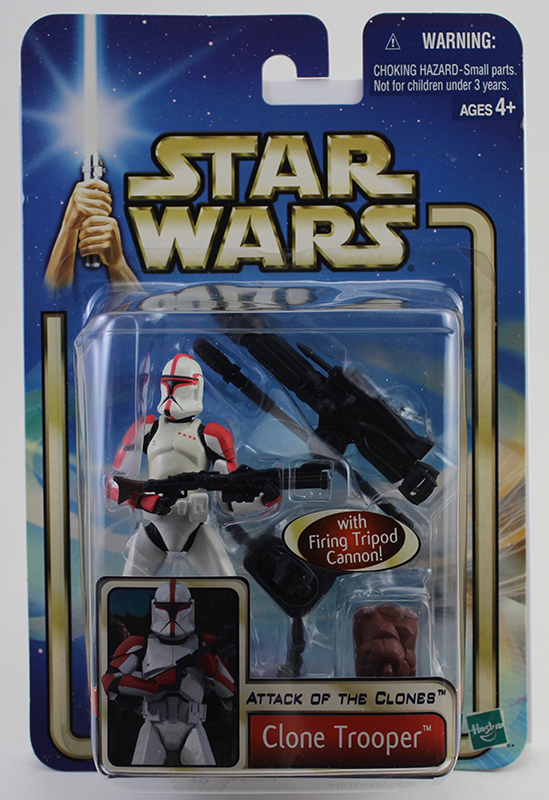 WARNING:
CHOKING HAZARD-Small parts.
Not for children under 3 years.
AGES 4+
STAR
WARS®
with
Firing Tripod
Cannon!
ATTACK OF THE CLONES™
Clone Trooper™
Hasbro